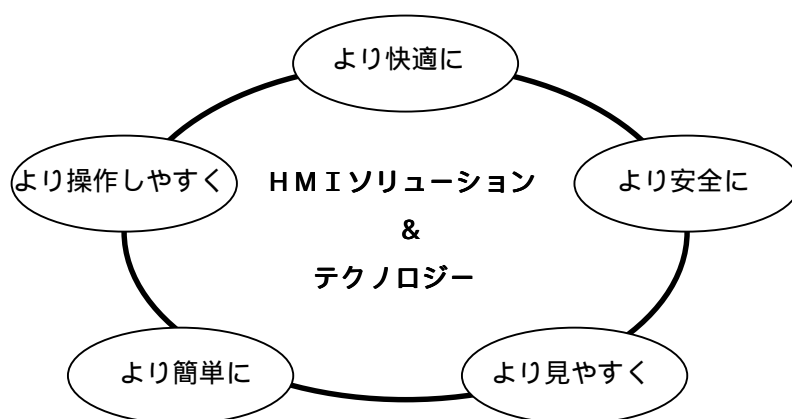 より快適に
より操作しやすく
ＨＭＩソリューション
より安全に
＆
テクノロジー
より簡単に
より見やすく